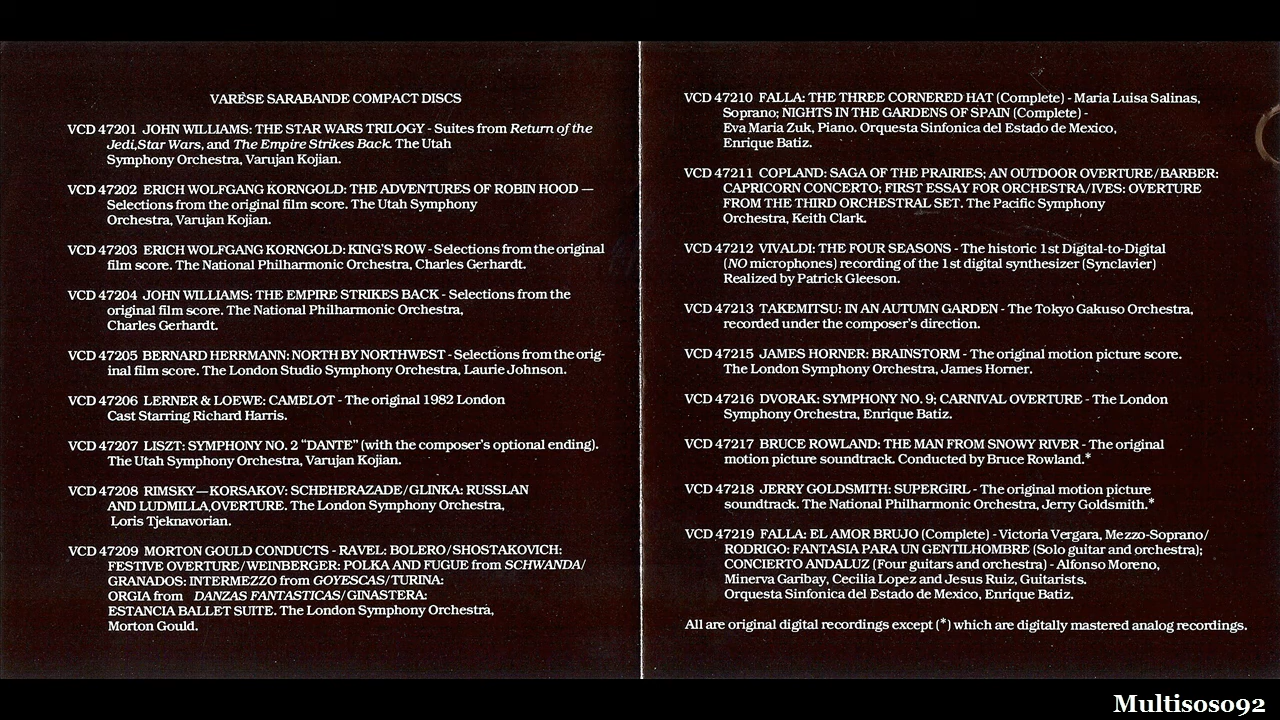 VARÈSE SARABANDE COMPACT DISCS
VCD 47201 JOHN WILLIAMS: THE STAR WARS TRILOGY - Suites from Return of the
Jedi,Star Wars, and The Empire Strikes Back. The Utah
Symphony Orchestra, Varujan Kojian.
VCD 47202 ERICH WOLFGANG KORNGOLD: THE ADVENTURES OF ROBIN HOOD —
Selections from the original film score. The Utah Symphony
Orchestra, Varujan Kojian.
VCD 47203 ERICH WOLFGANG KORNGOLD: KING'S ROW - Selections from the original
film score. The National Philharmonic Orchestra, Charles Gerhardt.
VCD 47204 JOHN WILLIAMS: THE EMPIRE STRIKES BACK - Selections from the
original film score. The National Philharmonic Orchestra,
Charles Gerhardt.
VCD 47205 BERNARD HERRMANN: NORTH BY NORTHWEST - Selections from the orig-
inal film score. The London Studio Symphony Orchestra, Laurie Johnson.
VCD 47206 LERNER & LOEWE: CAMELOT - The original 1982 London
Cast Starring Richard Harris.
VCD 47207 LISZT: SYMPHONY NO. 2 "DANTE" (with the composer's optional ending).
The Utah Symphony Orchestra, Varujan Kojian.
VCD 47208 RIMSKY—KORSAKOV: SCHEHERAZADE/GLINKA: RUSSLAN
AND LUDMILLA OVERTURE. The London Symphony Orchestra,
Loris Tjeknavorian.
VCD 47209 MORTON GOULD CONDUCTS - RAVEL: BOLERO/SHOSTAKOVICH:
FESTIVE OVERTURE/WEINBERGER: POLKA AND FUGUE from SCHWANDA/
GRANADOS: INTERMEZZO from GOYESCAS/TURINA:
ORGIA from DANZAS FANTASTICAS/GINASTERA:
ESTANCIA BALLET SUITE. The London Symphony Orchestra,
Morton Gould.
VCD 47210 FALLA: THE THREE CORNERED HAT (Complete) - Maria Luisa Salinas,
Soprano; NIGHTS IN THE GARDENS OF SPAIN (Complete) -
Eva Maria Zuk, Piano. Orquesta Sinfonica del Estado de Mexico,
Enrique Batiz.
VCD 47211 COPLAND: SAGA OF THE PRAIRIES; AN OUTDOOR OVERTURE/BARBER:
CAPRICORN CONCERTO; FIRST ESSAY FOR ORCHESTRA/IVES: OVERTURE
FROM THE THIRD ORCHESTRAL SET. The Pacific Symphony
Orchestra, Keith Clark.
VCD 47212 VIVALDI: THE FOUR SEASONS - The historic 1st Digital-to-Digital
(NO microphones) recording of the 1st digital synthesizer (Synclavier)
Realized by Patrick Gleeson.
VCD 47213 TAKEMITSU: IN AN AUTUMN GARDEN - The Tokyo Gakuso Orchestra,
recorded under the composer's direction.
VCD 47215 JAMES HORNER: BRAINSTORM - The original motion picture score.
The London Symphony Orchestra, James Horner.
VCD 47216 DVORAK: SYMPHONY NO. 9; CARNIVAL OVERTURE - The London
Symphony Orchestra, Enrique Batiz.
VCD 47217 BRUCE ROWLAND: THE MAN FROM SNOWY RIVER - The original
motion picture soundtrack. Conducted by Bruce Rowland.*
VCD 47218 JERRY GOLDSMITH: SUPERGIRL - The original motion picture
soundtrack. The National Philharmonic Orchestra, Jerry Goldsmith.*
VCD 47219 FALLA: EL AMOR BRUJO (Complete) - Victoria Vergara, Mezzo-Soprano/
RODRIGO: FANTASIA PARA UN GENTILHOMBRE (Solo guitar and orchestra);
CONCIERTO ANDALUZ (Four guitars and orchestra) - Alfonso Moreno,
Minerva Garibay, Cecilia Lopez and Jesus Ruiz, Guitarists.
Orquesta Sinfonica del Estado de Mexico, Enrique Batiz.
All are original digital recordings except (*) which are digitally mastered analog recordings.
Multisoso92